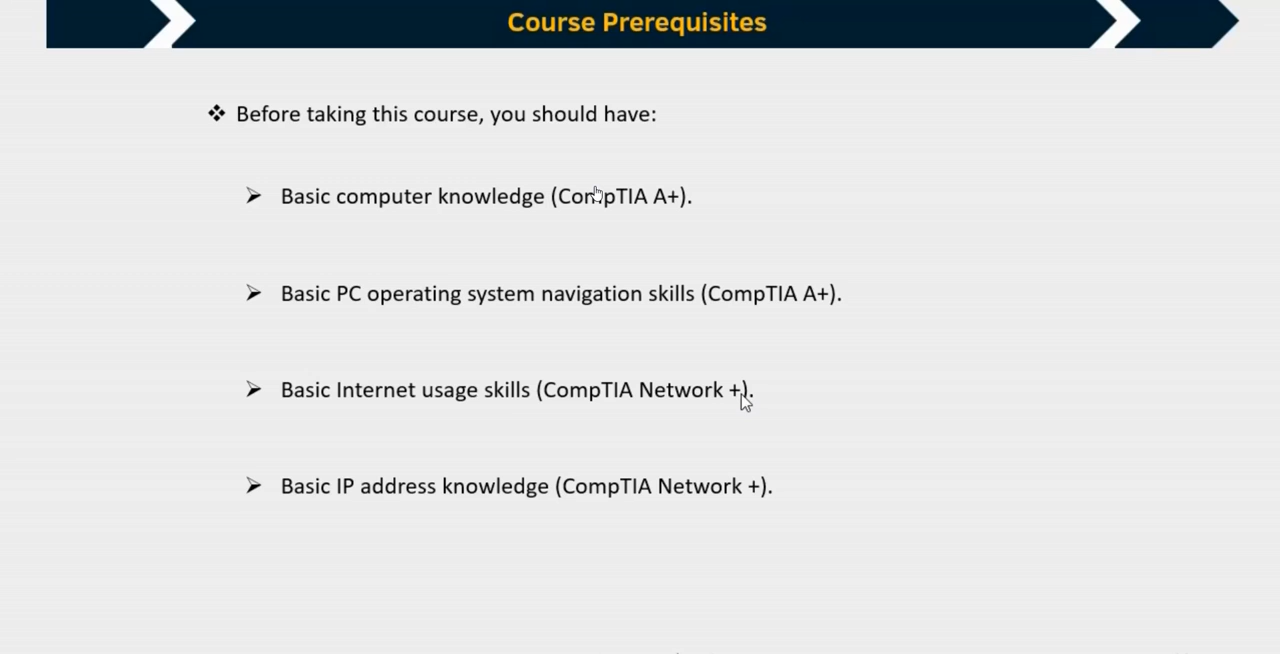 Course Prerequisites
Before taking this course, you should have:
Basic computer knowledge (CompTIA A+).
Basic PC operating system navigation skills (CompTIA A+).
Basic Internet usage skills (CompTIA Network +).
Basic IP address knowledge (CompTIA Network +).